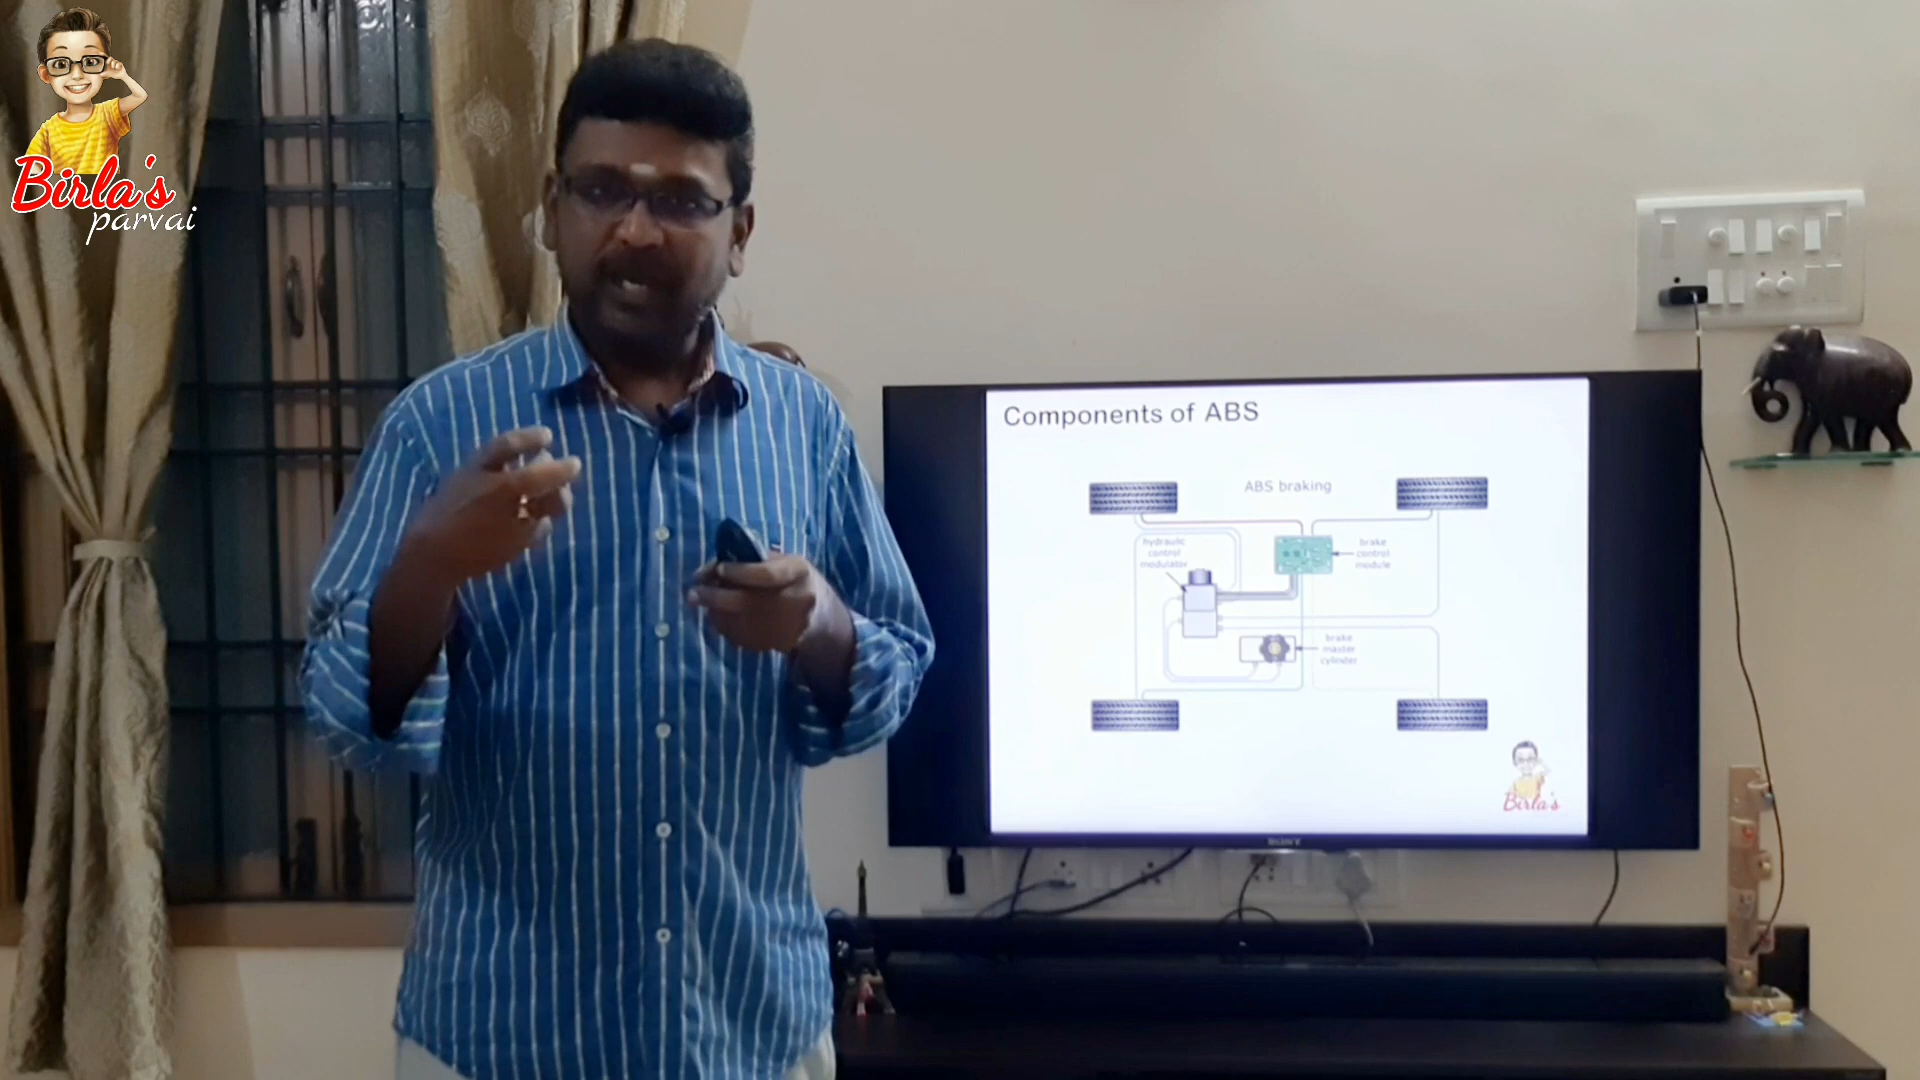 Birla's
parvai
Components of ABS
ABS braking
hydraulic
control
modulator
brake
control
module
brake
master
cylinder
Birla's
SONY